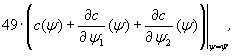 49·(c(ψ) + ∂c/∂ψ₁ (ψ) + ∂c/∂ψ₂ (ψ))|ψ=ψ̂,